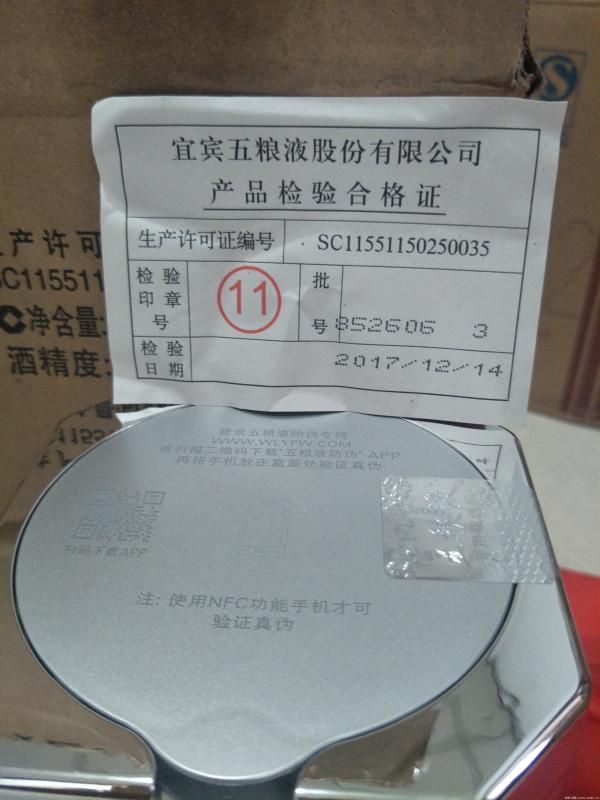 宜宾五粮液股份有限公司
产品检验合格证
生产许可证编号 SC11551150250035
检验印章号 11 批号 852606 3
检验日期 2017/12/14
产许可
SC11551
净含量:
酒精度:
登录五粮液防伪专网
WWW.WLYFW.COM
或扫描二维码下载"五粮液防伪"APP
再将手机放在盒盖处验证真伪
扫码下载APP
注: 使用NFC功能手机才可
验证真伪